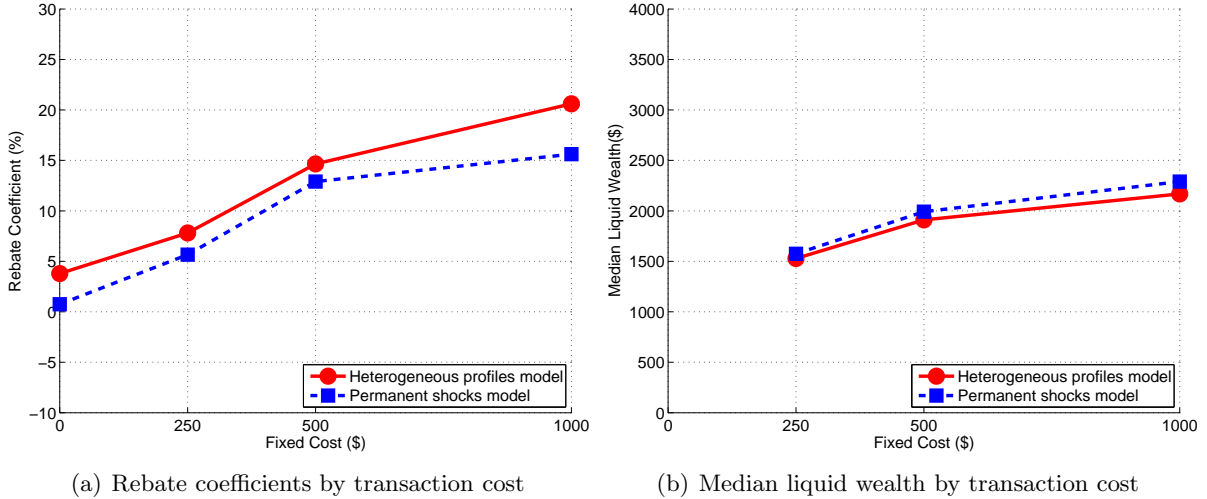 30
25
20
15
10
5
0
−5
−10
Rebate Coefficient (%)
0
250
500
1000
Fixed Cost ($)
Heterogeneous profiles model
Permanent shocks model
(a) Rebate coefficients by transaction cost
4000
3500
3000
2500
2000
1500
1000
500
0
Median Liquid Wealth($)
0
250
500
1000
Fixed Cost ($)
Heterogeneous profiles model
Permanent shocks model
(b) Median liquid wealth by transaction cost